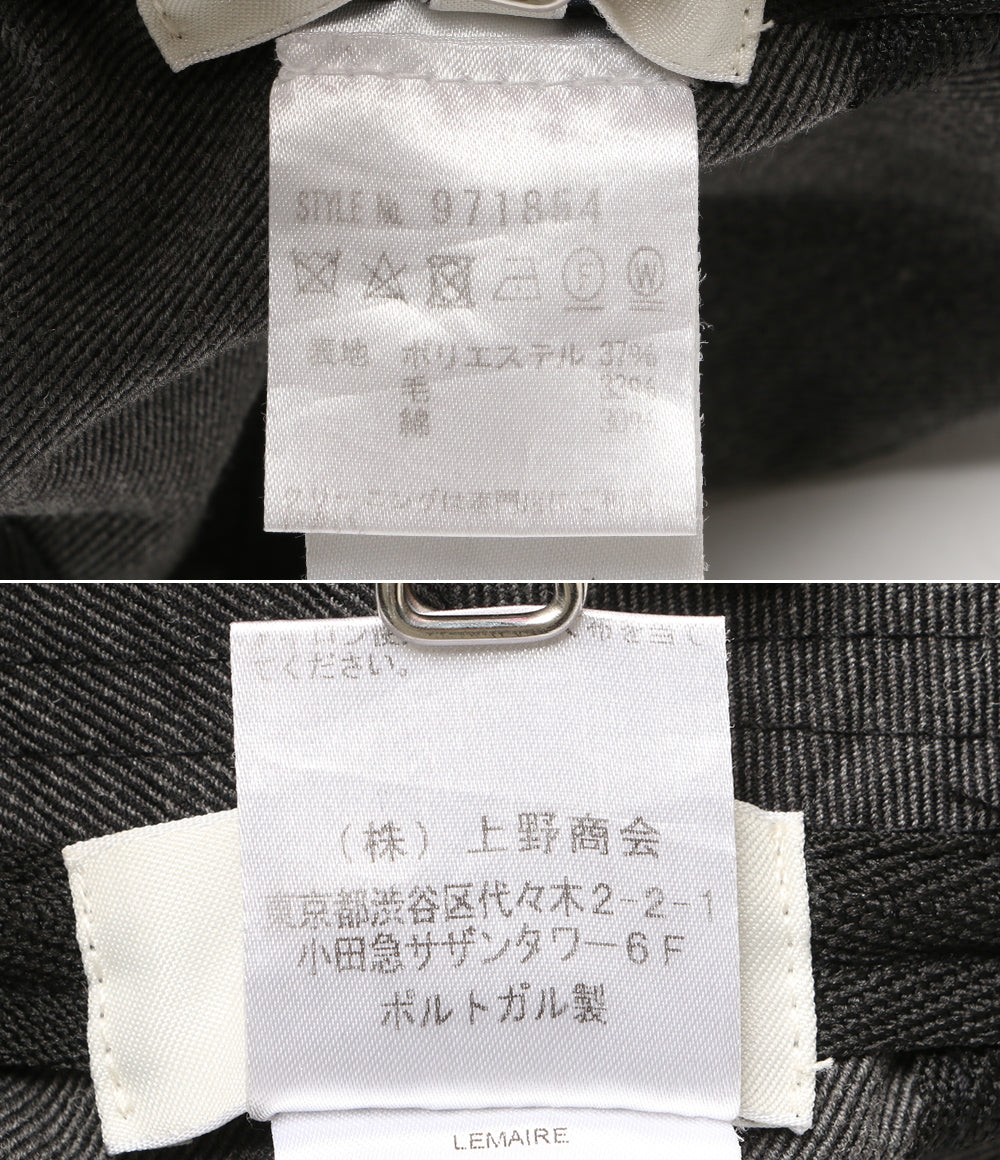 STYLE № 971854
表地 ポリエステル 37%
毛 32%
綿
(株) 上野商会
東京都渋谷区代々木2-2-1
小田急サザンタワー6F
ポルトガル製
てください。
LEMAIRE